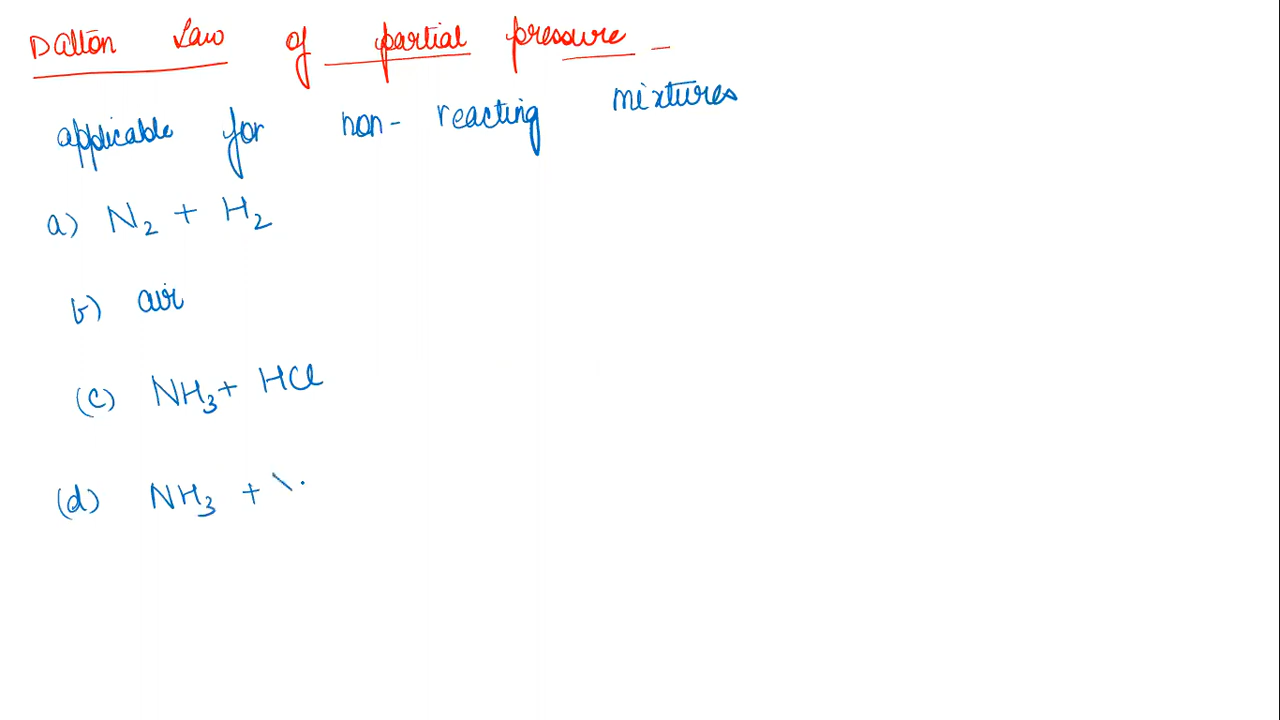 Dalton Law of partial pressure -
applicable for non-reacting mixtures
a) N₂ + H₂
b) air
(c) NH₃ + HCl
(d) NH₃ +